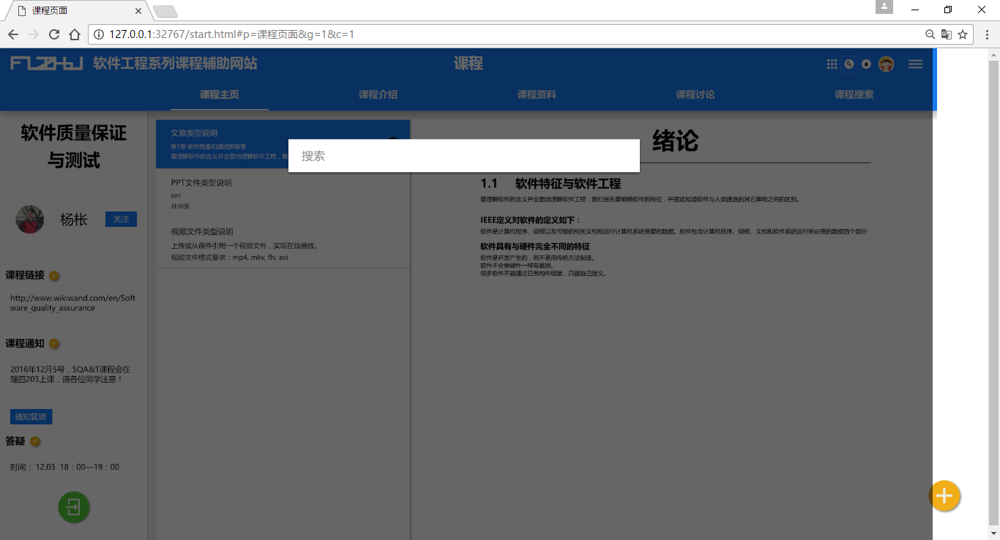 课程页面
127.0.0.1:32767/start.html#p=课程页面&g=1&c=1
软件工程系列课程辅助网站
课程
课程主页
课程介绍
课程资料
课程讨论
课程搜索
软件质量保证
与测试
杨枨
关注
课程链接
http://www.wikiwand.com/en/Soft
ware_quality_assurance
课程通知
2016年12月5号，SQA&T课程会在
理四203上课，请各位同学注意！
通知管理
答疑
时间： 12.03 18：00—19：00
文章类型说明
第1章 软件质量和测试的背景
要理解软件的含义并全面地理解软件工程，我
PPT文件类型说明
PPT
共30张
视频文件类型说明
上传或从课件引用一个视频文件，实现在线播放。
视频文件格式要求：mp4, mkv, flv, avi
搜索
绪论
1.1 软件特征与软件工程
要理解软件的含义并全面地理解软件工程，我们首先要明确软件的特征，并据此知道软件与人类建造的其它事物之间的区别。
IEEE定义对软件的定义如下：
软件是计算机程序、规程以及可能的相关文档和运行计算机系统需要的数据。软件包含计算机程序、规程、文档和软件系统运行所必需的数据四个部分
软件具有与硬件完全不同的特征
软件是开发产生的，而不是用传统方法制造。
软件不会像硬件一样有磨损。
很多软件不能通过已有构件组装，只能自己定义。